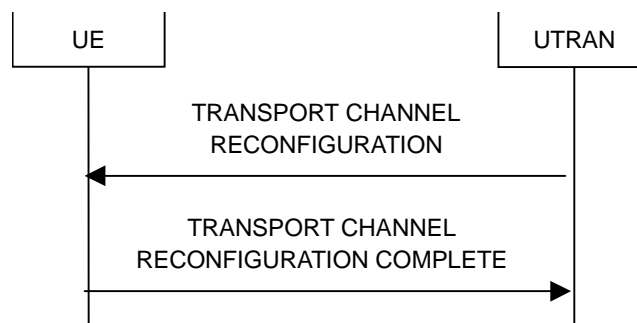 UE
UTRAN
TRANSPORT CHANNEL
RECONFIGURATION
TRANSPORT CHANNEL
RECONFIGURATION COMPLETE